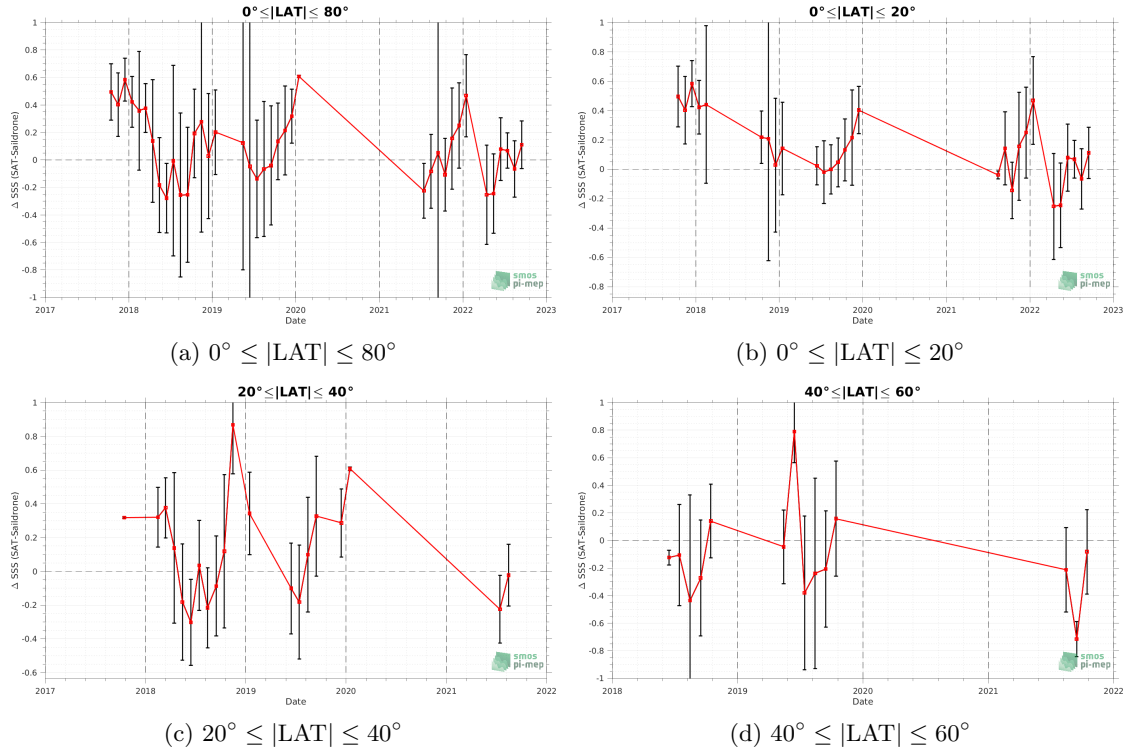 0°≤|LAT|≤ 80°
Δ SSS (SAT-Saildrone)
1
0.8
0.6
0.4
0.2
0
-0.2
-0.4
-0.6
-0.8
-1
2017 2018 2019 2020 2021 2022 2023
Date
smos
pi-mep
(a) 0° ≤ |LAT| ≤ 80°
0°≤|LAT|≤ 20°
Δ SSS (SAT-Saildrone)
1
0.8
0.6
0.4
0.2
0
-0.2
-0.4
-0.6
-0.8
2017 2018 2019 2020 2021 2022 2023
Date
smos
pi-mep
(b) 0° ≤ |LAT| ≤ 20°
20°≤|LAT|≤ 40°
Δ SSS (SAT-Saildrone)
1
0.8
0.6
0.4
0.2
0
-0.2
-0.4
-0.6
2017 2018 2019 2020 2021 2022
Date
smos
pi-mep
(c) 20° ≤ |LAT| ≤ 40°
40°≤|LAT|≤ 60°
Δ SSS (SAT-Saildrone)
1
0.8
0.6
0.4
0.2
0
-0.2
-0.4
-0.6
-0.8
-1
2018 2019 2020 2021 2022
Date
smos
pi-mep
(d) 40° ≤ |LAT| ≤ 60°